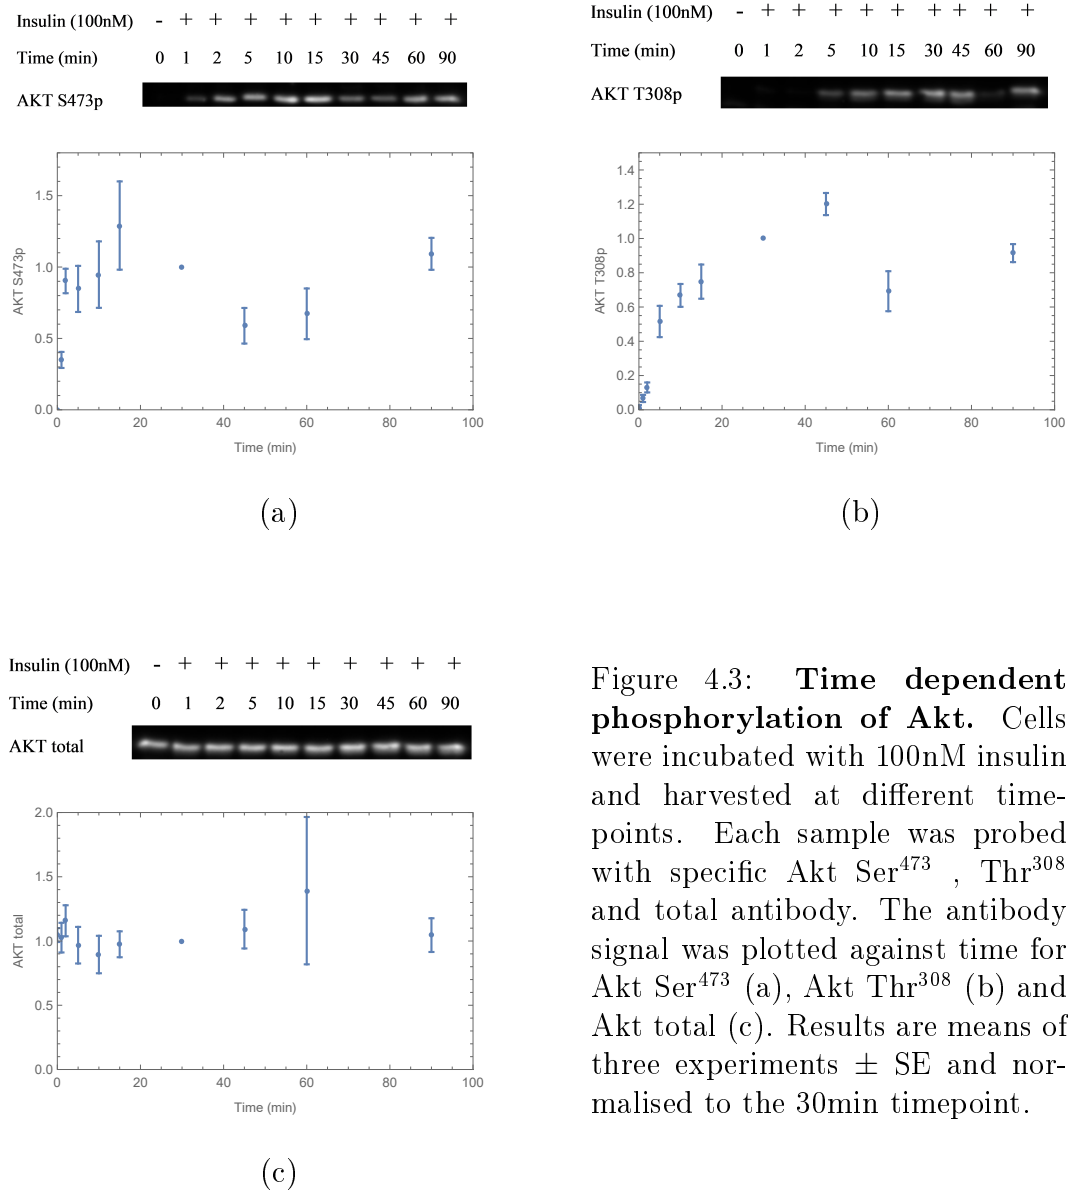 Insulin (100nM) - + + + + + + + + +
Time (min) 0 1 2 5 10 15 30 45 60 90
AKT S473p
1.5
1.0
0.5
0.0
AKT S473p
0 20 40 60 80 100
Time (min)
(a)
Insulin (100nM) - + + + + + + + + +
Time (min) 0 1 2 5 10 15 30 45 60 90
AKT T308p
1.4
1.2
1.0
0.8
0.6
0.4
0.2
0.0
AKT T308p
0 20 40 60 80 100
Time (min)
(b)
Insulin (100nM) - + + + + + + + + +
Time (min) 0 1 2 5 10 15 30 45 60 90
AKT total
2.0
1.5
1.0
0.5
0.0
AKT total
0 20 40 60 80 100
Time (min)
(c)
Figure 4.3: Time dependent
phosphorylation of Akt. Cells
were incubated with 100nM insulin
and harvested at different time-
points. Each sample was probed
with specific Akt Ser473 , Thr308
and total antibody. The antibody
signal was plotted against time for
Akt Ser473 (a), Akt Thr308 (b) and
Akt total (c). Results are means of
three experiments ± SE and nor-
malised to the 30min timepoint.